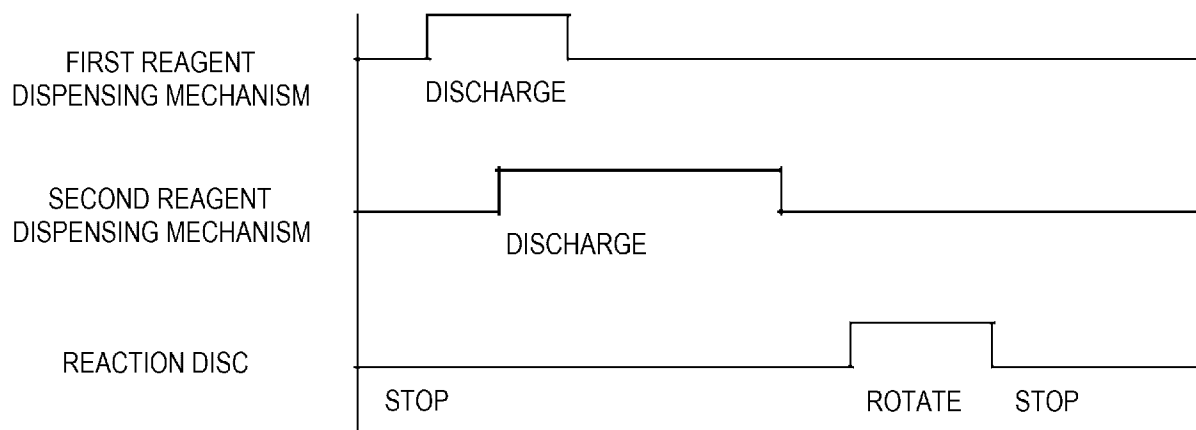 FIRST REAGENT
DISPENSING MECHANISM
DISCHARGE
SECOND REAGENT
DISPENSING MECHANISM
DISCHARGE
REACTION DISC
STOP
ROTATE
STOP